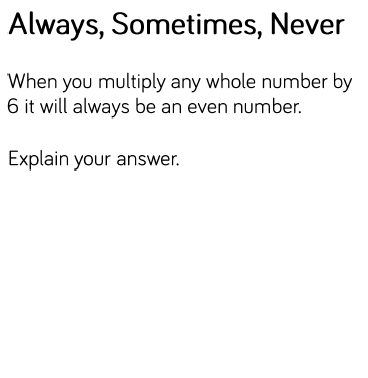 Always, Sometimes, Never
When you multiply any whole number by
6 it will always be an even number.
Explain your answer.